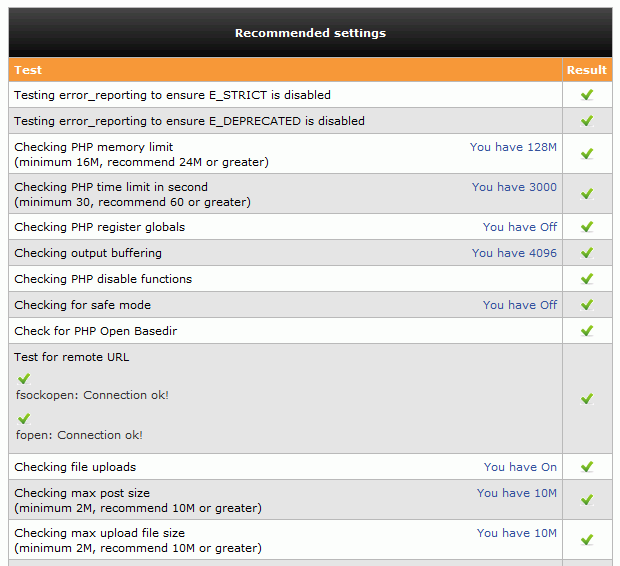 Recommended settings
Test Result
Testing error_reporting to ensure E_STRICT is disabled
Testing error_reporting to ensure E_DEPRECATED is disabled
Checking PHP memory limit You have 128M
(minimum 16M, recommend 24M or greater)
Checking PHP time limit in second You have 3000
(minimum 30, recommend 60 or greater)
Checking PHP register globals You have Off
Checking output buffering You have 4096
Checking PHP disable functions
Checking for safe mode You have Off
Check for PHP Open Basedir
Test for remote URL
fsockopen: Connection ok!
fopen: Connection ok!
Checking file uploads You have On
Checking max post size You have 10M
(minimum 2M, recommend 10M or greater)
Checking max upload file size You have 10M
(minimum 2M, recommend 10M or greater)